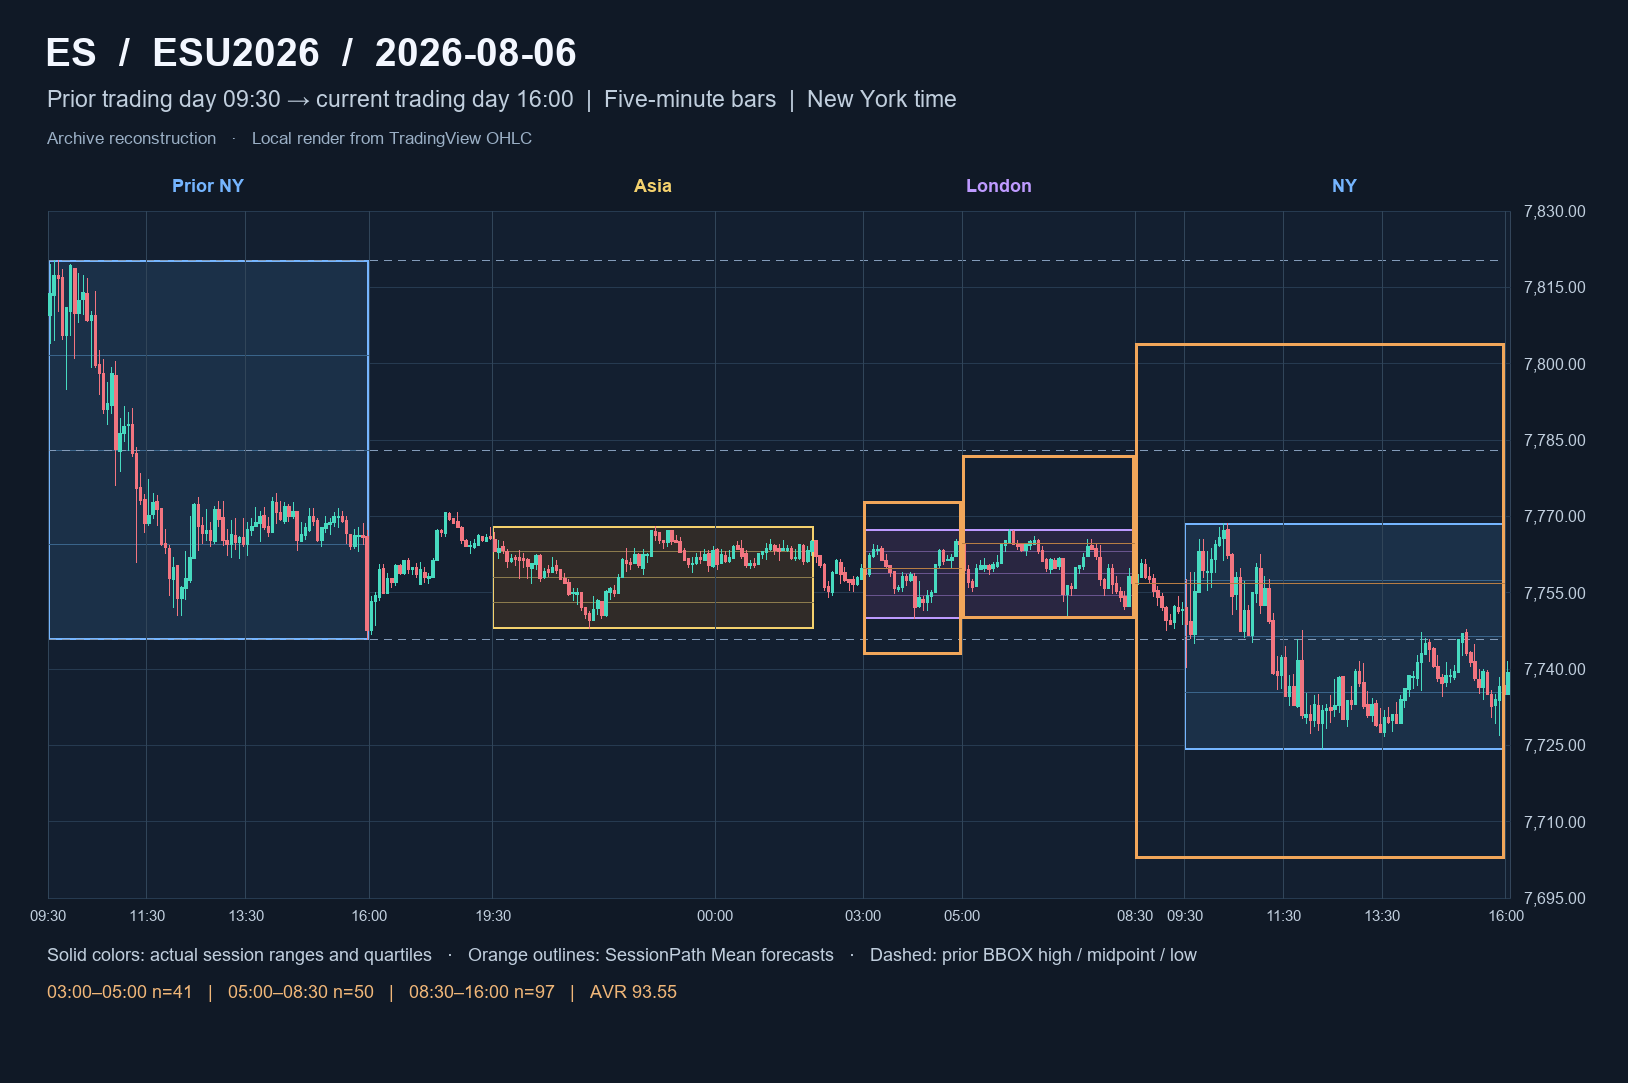 ES / ESU2026 / 2026-08-06
Prior trading day 09:30 → current trading day 16:00 | Five-minute bars | New York time
Archive reconstruction · Local render from TradingView OHLC
Prior NY Asia London NY
7,830.00
7,815.00
7,800.00
7,785.00
7,770.00
7,755.00
7,740.00
7,725.00
7,710.00
7,695.00
09:30 11:30 13:30 16:00 19:30 00:00 03:00 05:00 08:30 09:30 11:30 13:30 16:00
Solid colors: actual session ranges and quartiles · Orange outlines: SessionPath Mean forecasts · Dashed: prior BBOX high / midpoint / low
03:00–05:00 n=41 | 05:00–08:30 n=50 | 08:30–16:00 n=97 | AVR 93.55